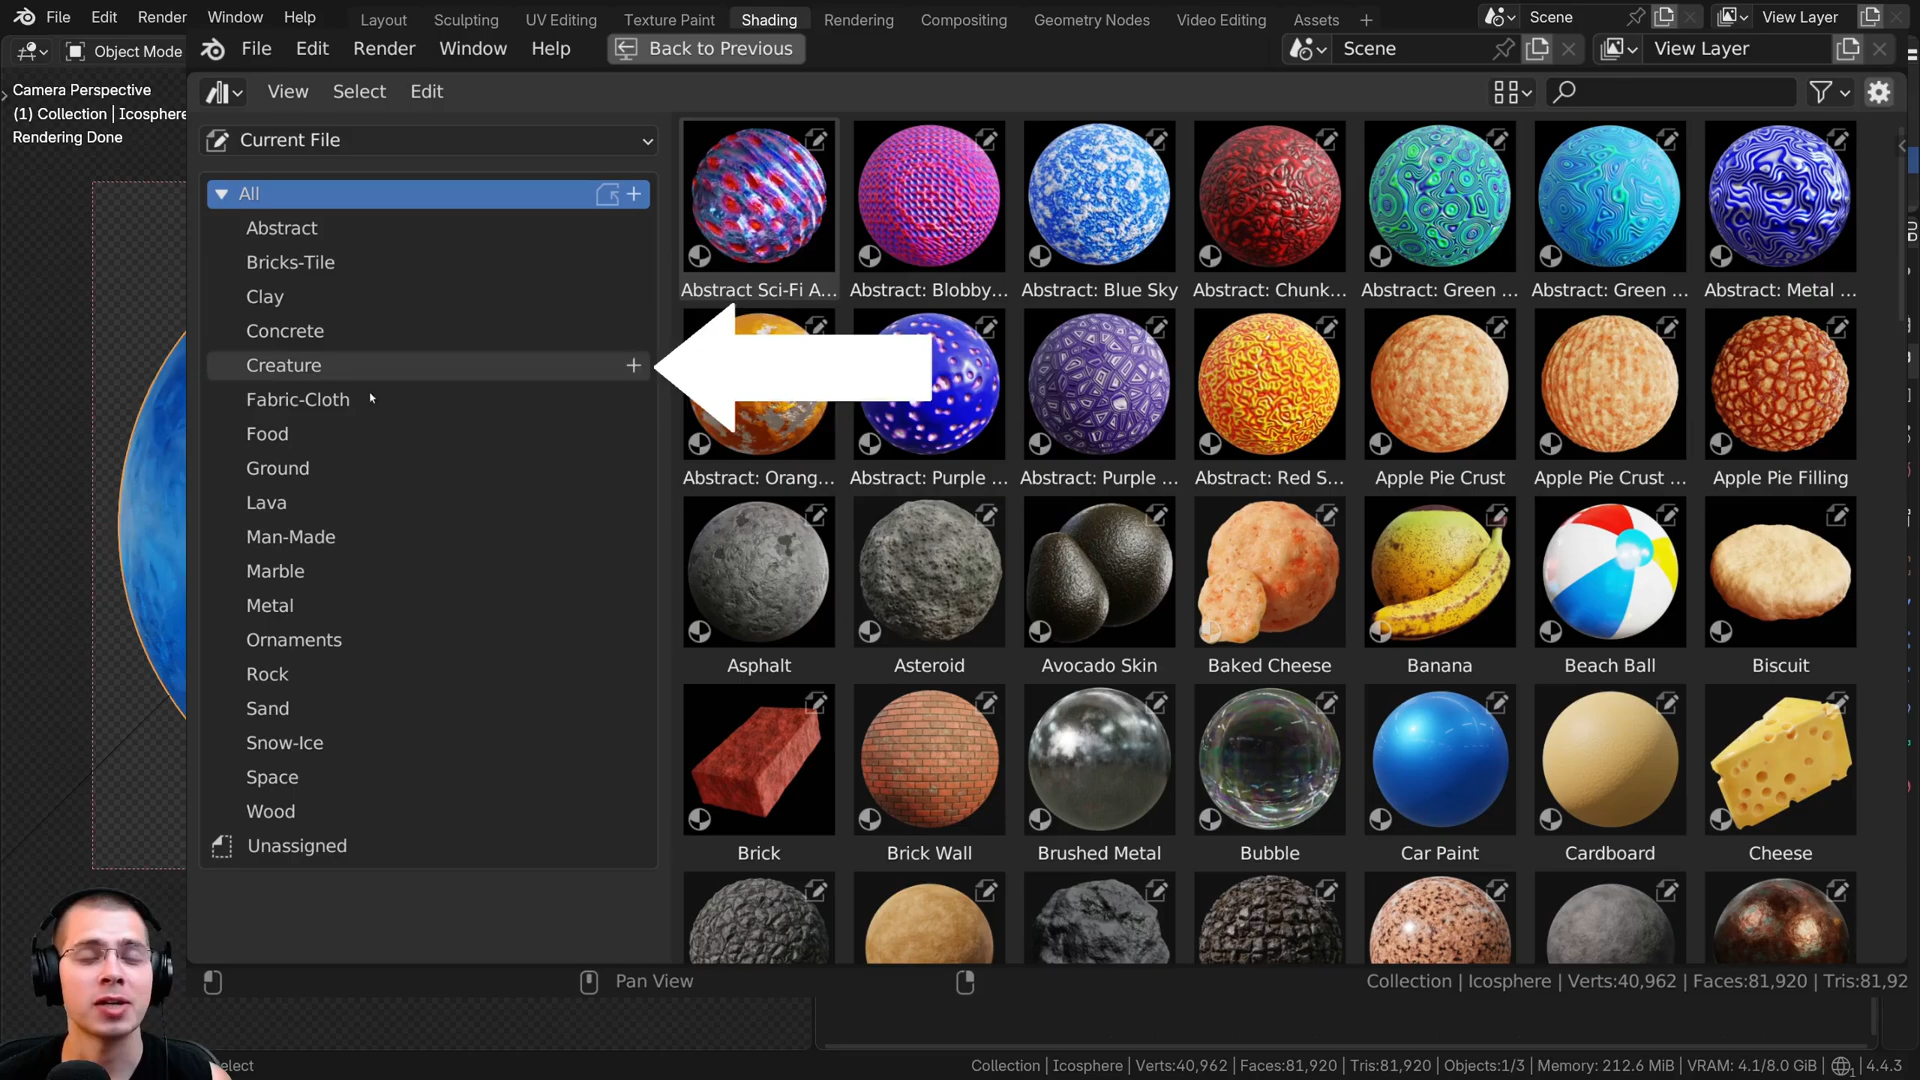 File Edit Render Window Help Layout Sculpting UV Editing Texture Paint Shading Rendering Compositing Geometry Nodes Video Editing Assets + Scene View Layer
Object Mode File Edit Render Window Help Back to Previous Scene View Layer
Camera Perspective
(1) Collection | Icosphere
Rendering Done
View Select Edit
Current File
All
Abstract
Bricks-Tile
Clay
Concrete
Creature
Fabric-Cloth
Food
Ground
Lava
Man-Made
Marble
Metal
Ornaments
Rock
Sand
Snow-Ice
Space
Wood
Unassigned
Abstract Sci-Fi A... Abstract: Blobby... Abstract: Blue Sky Abstract: Chunk... Abstract: Green ... Abstract: Green ... Abstract: Metal ...
Abstract: Orang... Abstract: Purple ... Abstract: Purple ... Abstract: Red S... Apple Pie Crust Apple Pie Crust ... Apple Pie Filling
Asphalt Asteroid Avocado Skin Baked Cheese Banana Beach Ball Biscuit
Brick Brick Wall Brushed Metal Bubble Car Paint Cardboard Cheese
Pan View Collection | Icosphere | Verts:40,962 | Faces:81,920 | Tris:81,92
elect Collection | Icosphere | Verts:40,962 | Faces:81,920 | Tris:81,920 | Objects:1/3 | Memory: 212.6 MiB | VRAM: 4.1/8.0 GiB | 4.4.3